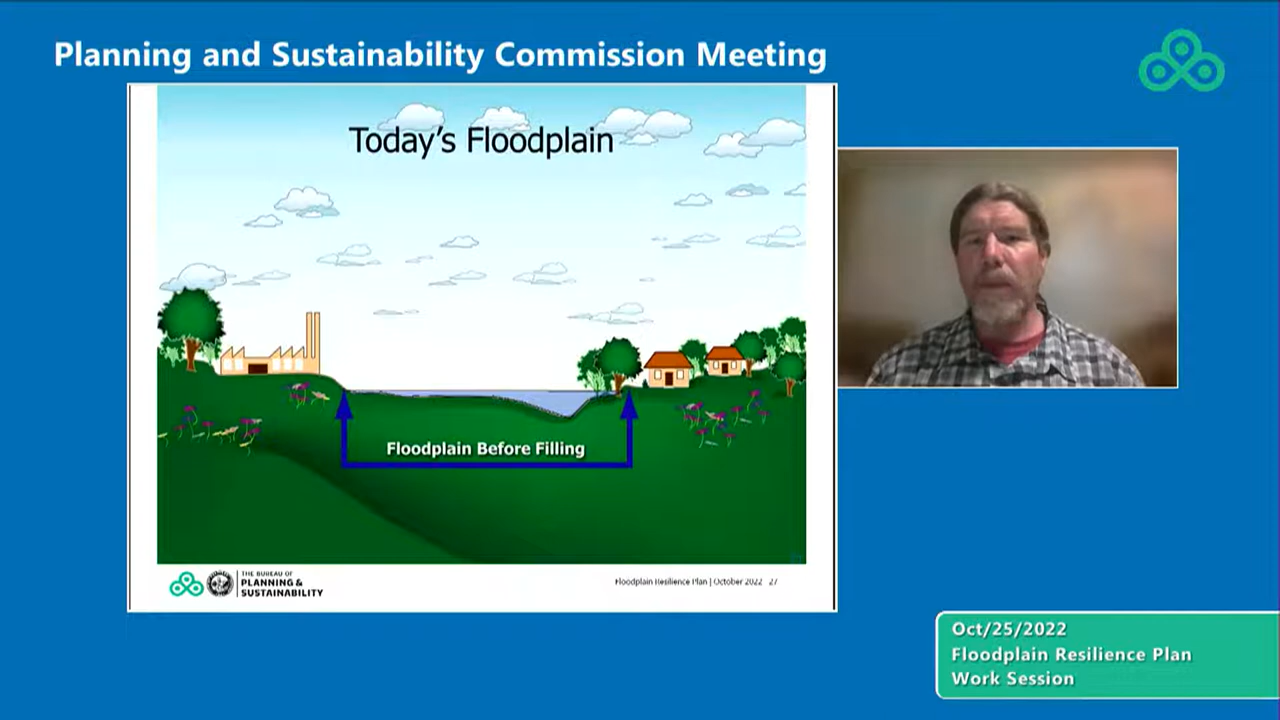 Planning and Sustainability Commission Meeting
Today's Floodplain
Floodplain Before Filling
THE BUREAU OF
PLANNING &
SUSTAINABILITY
Floodplain Resilience Plan | October 2022 27
Oct/25/2022
Floodplain Resilience Plan
Work Session